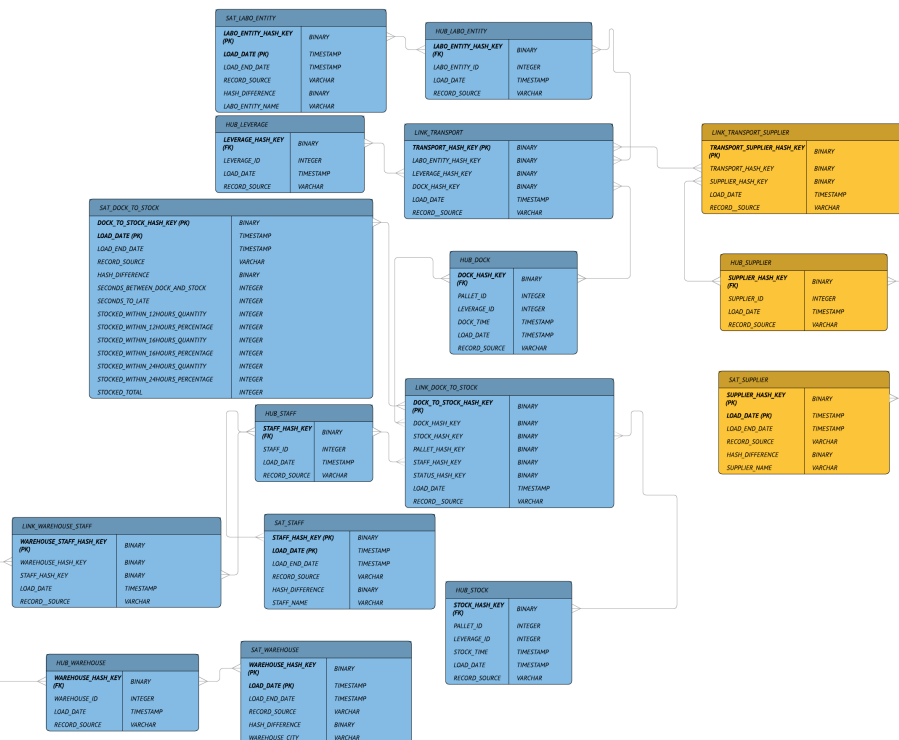 SAT_LABO_ENTITY
LABO_ENTITY_HASH_KEY (PK) BINARY
LOAD_DATE (PK) TIMESTAMP
LOAD_END_DATE TIMESTAMP
RECORD_SOURCE VARCHAR
HASH_DIFFERENCE BINARY
LABO_ENTITY_NAME VARCHAR
HUB_LABO_ENTITY
LABO_ENTITY_HASH_KEY (FK) BINARY
LABO_ENTITY_ID INTEGER
LOAD_DATE TIMESTAMP
RECORD_SOURCE VARCHAR
HUB_LEVERAGE
LEVERAGE_HASH_KEY (FK) BINARY
LEVERAGE_ID INTEGER
LOAD_DATE TIMESTAMP
RECORD_SOURCE VARCHAR
LINK_TRANSPORT
TRANSPORT_HASH_KEY (PK) BINARY
LABO_ENTITY_HASH_KEY BINARY
LEVERAGE_HASH_KEY BINARY
DOCK_HASH_KEY BINARY
LOAD_DATE TIMESTAMP
RECORD__SOURCE VARCHAR
LINK_TRANSPORT_SUPPLIER
TRANSPORT_SUPPLIER_HASH_KEY (PK) BINARY
TRANSPORT_HASH_KEY BINARY
SUPPLIER_HASH_KEY BINARY
LOAD_DATE TIMESTAMP
RECORD__SOURCE VARCHAR
SAT_DOCK_TO_STOCK
DOCK_TO_STOCK_HASH_KEY (PK) BINARY
LOAD_DATE (PK) TIMESTAMP
LOAD_END_DATE TIMESTAMP
RECORD_SOURCE VARCHAR
HASH_DIFFERENCE BINARY
SECONDS_BETWEEN_DOCK_AND_STOCK INTEGER
SECONDS_TO_LATE INTEGER
STOCKED_WITHIN_12HOURS_QUANTITY INTEGER
STOCKED_WITHIN_12HOURS_PERCENTAGE INTEGER
STOCKED_WITHIN_16HOURS_QUANTITY INTEGER
STOCKED_WITHIN_16HOURS_PERCENTAGE INTEGER
STOCKED_WITHIN_24HOURS_QUANTITY INTEGER
STOCKED_WITHIN_24HOURS_PERCENTAGE INTEGER
STOCKED_TOTAL INTEGER
HUB_DOCK
DOCK_HASH_KEY (FK) BINARY
PALLET_ID INTEGER
LEVERAGE_ID INTEGER
DOCK_TIME TIMESTAMP
LOAD_DATE TIMESTAMP
RECORD_SOURCE VARCHAR
HUB_SUPPLIER
SUPPLIER_HASH_KEY (FK) BINARY
SUPPLIER_ID INTEGER
LOAD_DATE TIMESTAMP
RECORD_SOURCE VARCHAR
SAT_SUPPLIER
SUPPLIER_HASH_KEY (PK) BINARY
LOAD_DATE (PK) TIMESTAMP
LOAD_END_DATE TIMESTAMP
RECORD_SOURCE VARCHAR
HASH_DIFFERENCE BINARY
SUPPLIER_NAME VARCHAR
LINK_DOCK_TO_STOCK
DOCK_TO_STOCK_HASH_KEY (PK) BINARY
DOCK_HASH_KEY BINARY
STOCK_HASH_KEY BINARY
PALLET_HASH_KEY BINARY
STAFF_HASH_KEY BINARY
STATUS_HASH_KEY BINARY
LOAD_DATE TIMESTAMP
RECORD__SOURCE VARCHAR
HUB_STAFF
STAFF_HASH_KEY (FK) BINARY
STAFF_ID INTEGER
LOAD_DATE TIMESTAMP
RECORD_SOURCE VARCHAR
LINK_WAREHOUSE_STAFF
WAREHOUSE_STAFF_HASH_KEY (PK) BINARY
WAREHOUSE_HASH_KEY BINARY
STAFF_HASH_KEY BINARY
LOAD_DATE TIMESTAMP
RECORD__SOURCE VARCHAR
SAT_STAFF
STAFF_HASH_KEY (PK) BINARY
LOAD_DATE (PK) TIMESTAMP
LOAD_END_DATE TIMESTAMP
RECORD_SOURCE VARCHAR
HASH_DIFFERENCE BINARY
STAFF_NAME VARCHAR
HUB_STOCK
STOCK_HASH_KEY (FK) BINARY
PALLET_ID INTEGER
LEVERAGE_ID INTEGER
STOCK_TIME TIMESTAMP
LOAD_DATE TIMESTAMP
RECORD_SOURCE VARCHAR
HUB_WAREHOUSE
WAREHOUSE_HASH_KEY (FK) BINARY
WAREHOUSE_ID INTEGER
LOAD_DATE TIMESTAMP
RECORD_SOURCE VARCHAR
SAT_WAREHOUSE
WAREHOUSE_HASH_KEY (PK) BINARY
LOAD_DATE (PK) TIMESTAMP
LOAD_END_DATE TIMESTAMP
RECORD_SOURCE VARCHAR
HASH_DIFFERENCE BINARY
WAREHOUSE_CITY VARCHAR